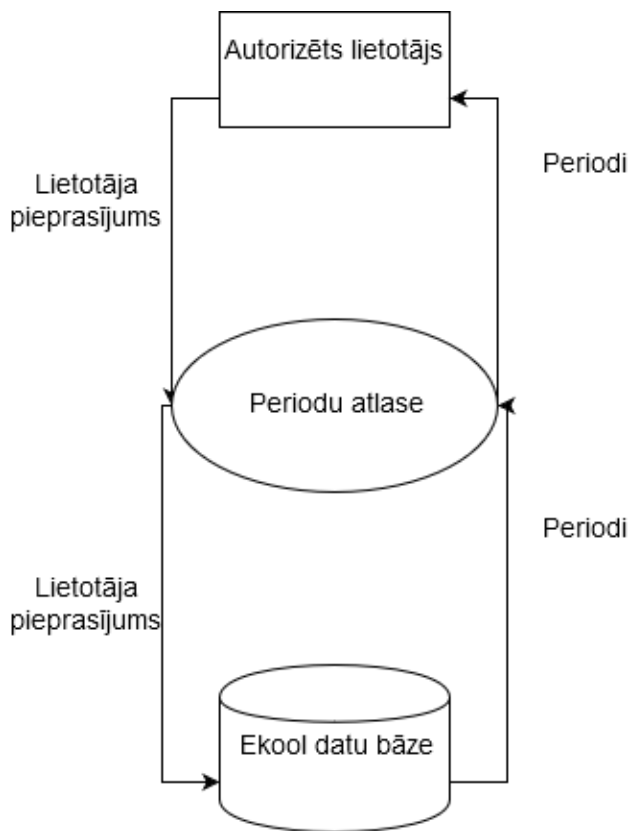 Autorizēts lietotājs
Lietotāja
pieprasījums
Periodi
Periodu atlase
Lietotāja
pieprasījums
Periodi
Ekool datu bāze